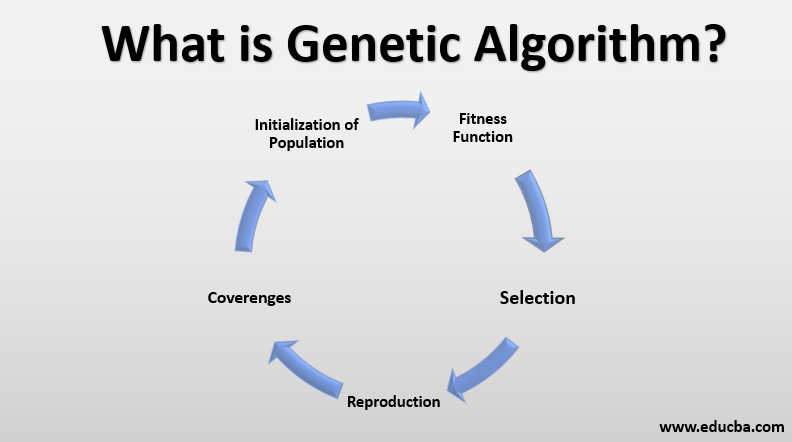 What is Genetic Algorithm?
Initialization of
Population
Fitness
Function
Selection
Reproduction
Coverenges
www.educba.com